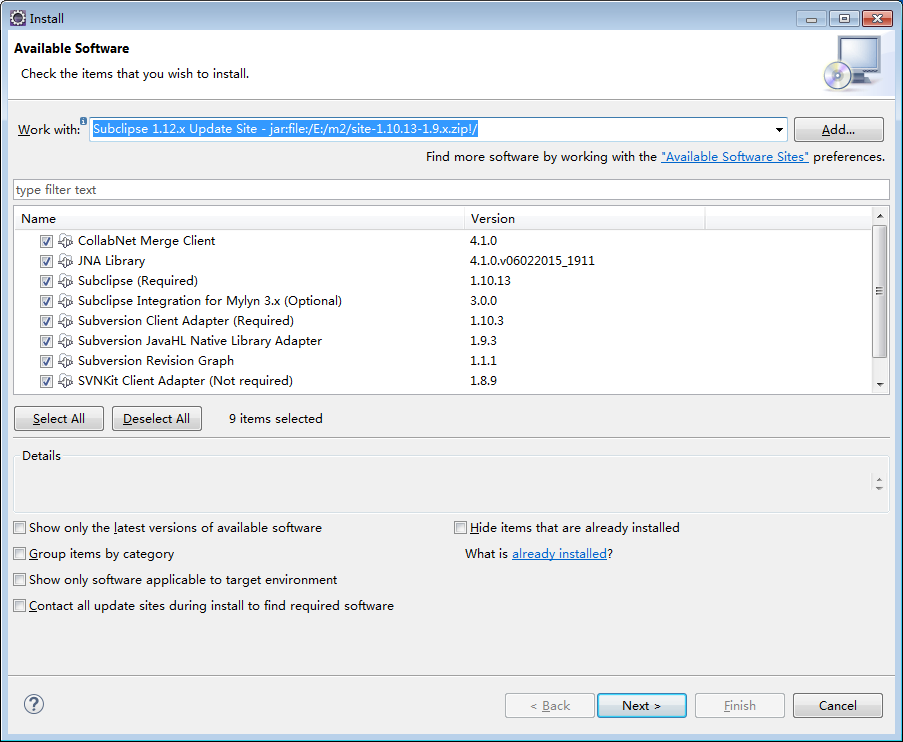 Install
Available Software
Check the items that you wish to install.
Work with: Subclipse 1.12.x Update Site - jar:file:/E:/m2/site-1.10.13-1.9.x.zip!/ Add...
Find more software by working with the "Available Software Sites" preferences.
type filter text
Name Version
CollabNet Merge Client 4.1.0
JNA Library 4.1.0.v06022015_1911
Subclipse (Required) 1.10.13
Subclipse Integration for Mylyn 3.x (Optional) 3.0.0
Subversion Client Adapter (Required) 1.10.3
Subversion JavaHL Native Library Adapter 1.9.3
Subversion Revision Graph 1.1.1
SVNKit Client Adapter (Not required) 1.8.9
Select All Deselect All 9 items selected
Details
Show only the latest versions of available software Hide items that are already installed
Group items by category What is already installed?
Show only software applicable to target environment
Contact all update sites during install to find required software
? < Back Next > Finish Cancel